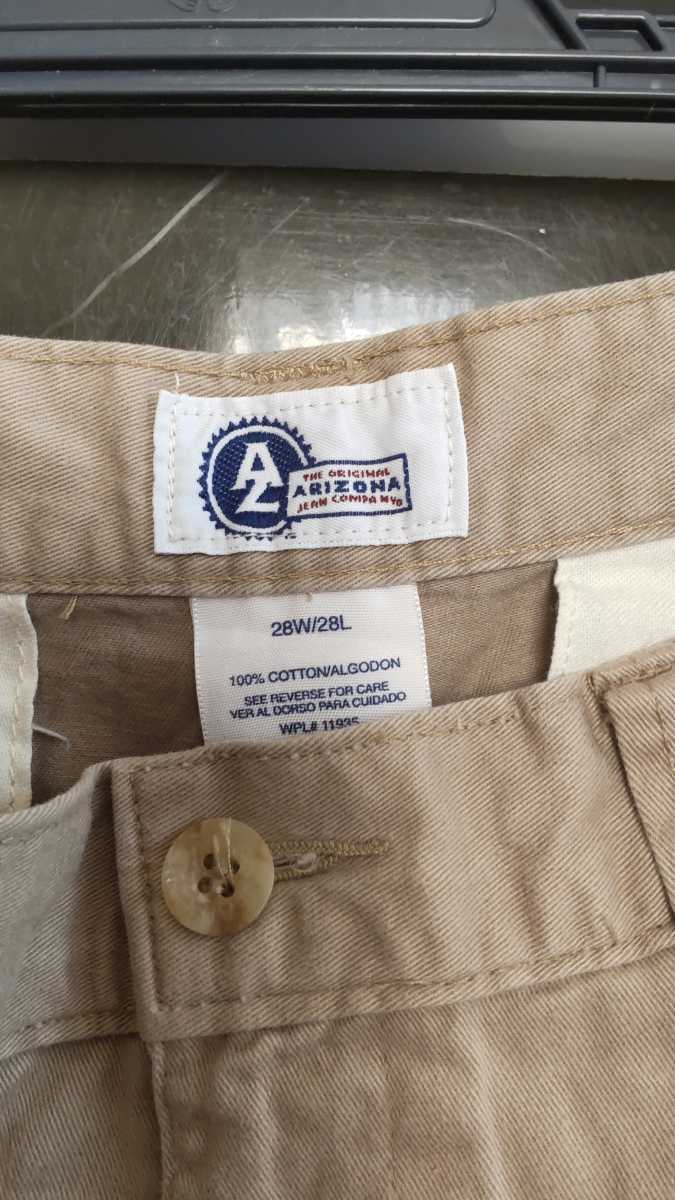 AZ
THE ORIGINAL
ARIZONA
JEAN COMPANY®
28W/28L
100% COTTON/ALGODON
SEE REVERSE FOR CARE
VER AL DORSO PARA CUIDADO
WPL# 11935